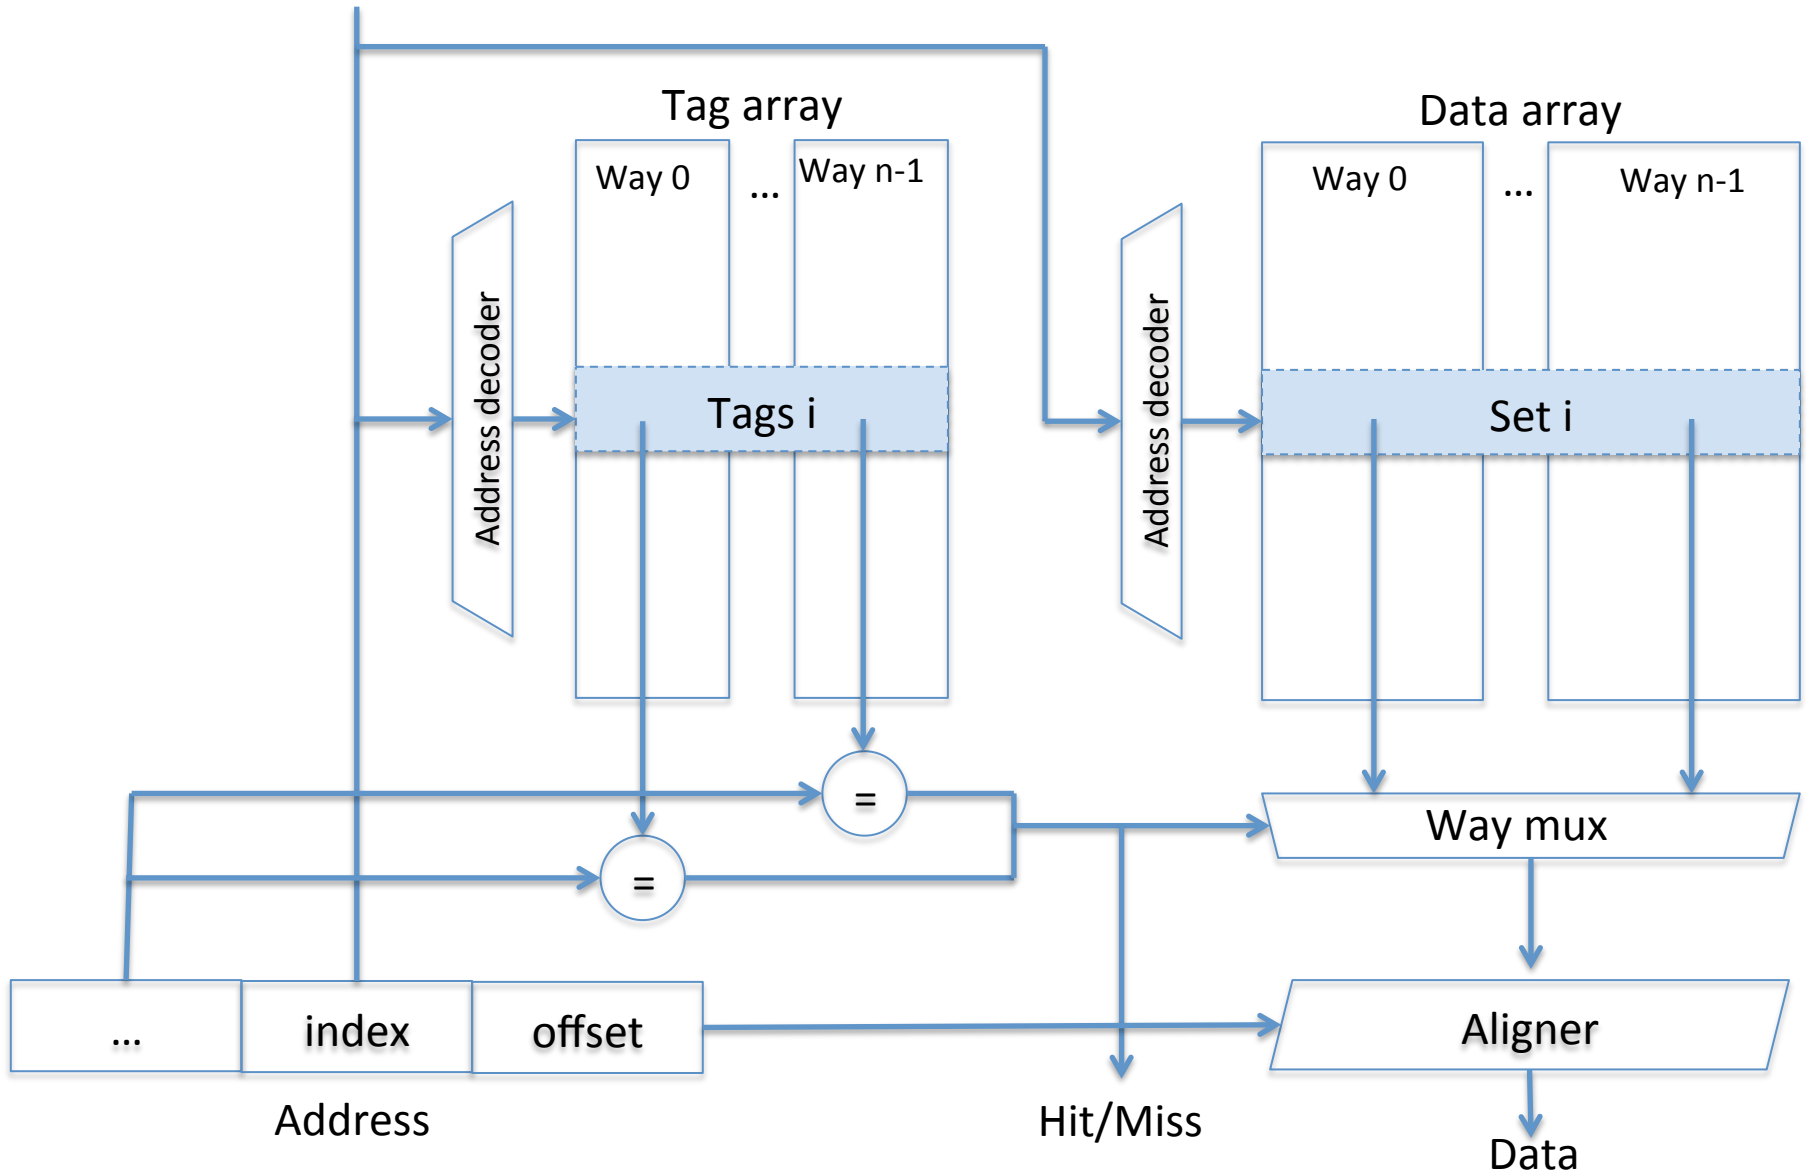 Tag array
Data array
Way 0
...
Way n-1
Way 0
...
Way n-1
Address decoder
Tags i
Address decoder
Set i
=
=
Way mux
...
index
offset
Aligner
Address
Hit/Miss
Data